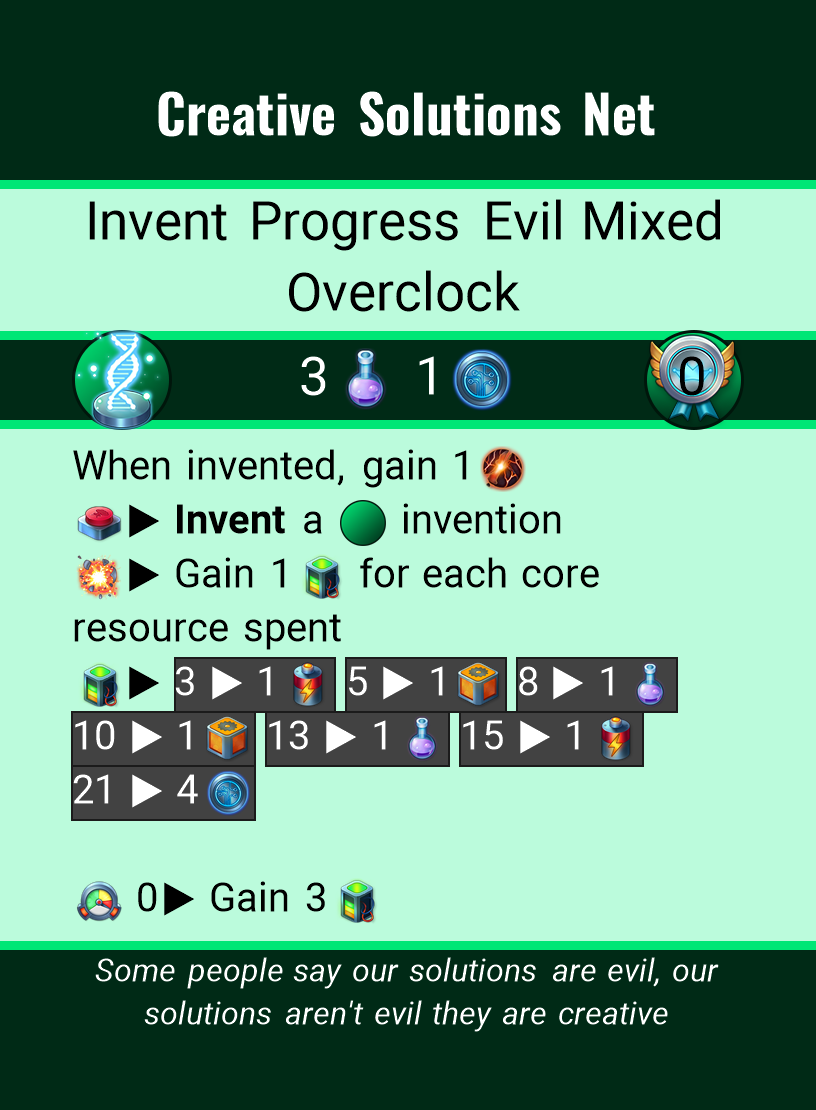 Creative Solutions Net
Invent Progress Evil Mixed
Overclock
3 1 0
When invented, gain 1
▶ Invent a invention
▶ Gain 1 for each core
resource spent
▶ 3 ▶ 1 5 ▶ 1 8 ▶ 1
10 ▶ 1 13 ▶ 1 15 ▶ 1
21 ▶ 4
0▶ Gain 3
Some people say our solutions are evil, our
solutions aren't evil they are creative